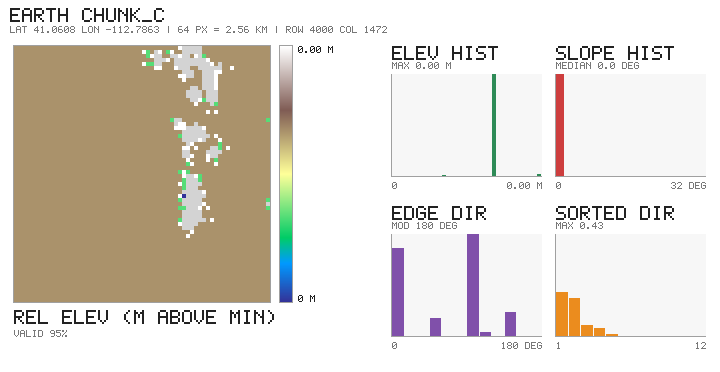 EARTH CHUNK_C
LAT 41.0608 LON -112.7863 | 64 PX = 2.56 KM | ROW 4000 COL 1472
0.00 M
0 M
REL ELEV (M ABOVE MIN)
VALID 95%
ELEV HIST
MAX 0.00 M
0 0.00 M
SLOPE HIST
MEDIAN 0.0 DEG
0 32 DEG
EDGE DIR
MOD 180 DEG
0 180 DEG
SORTED DIR
MAX 0.43
1 12